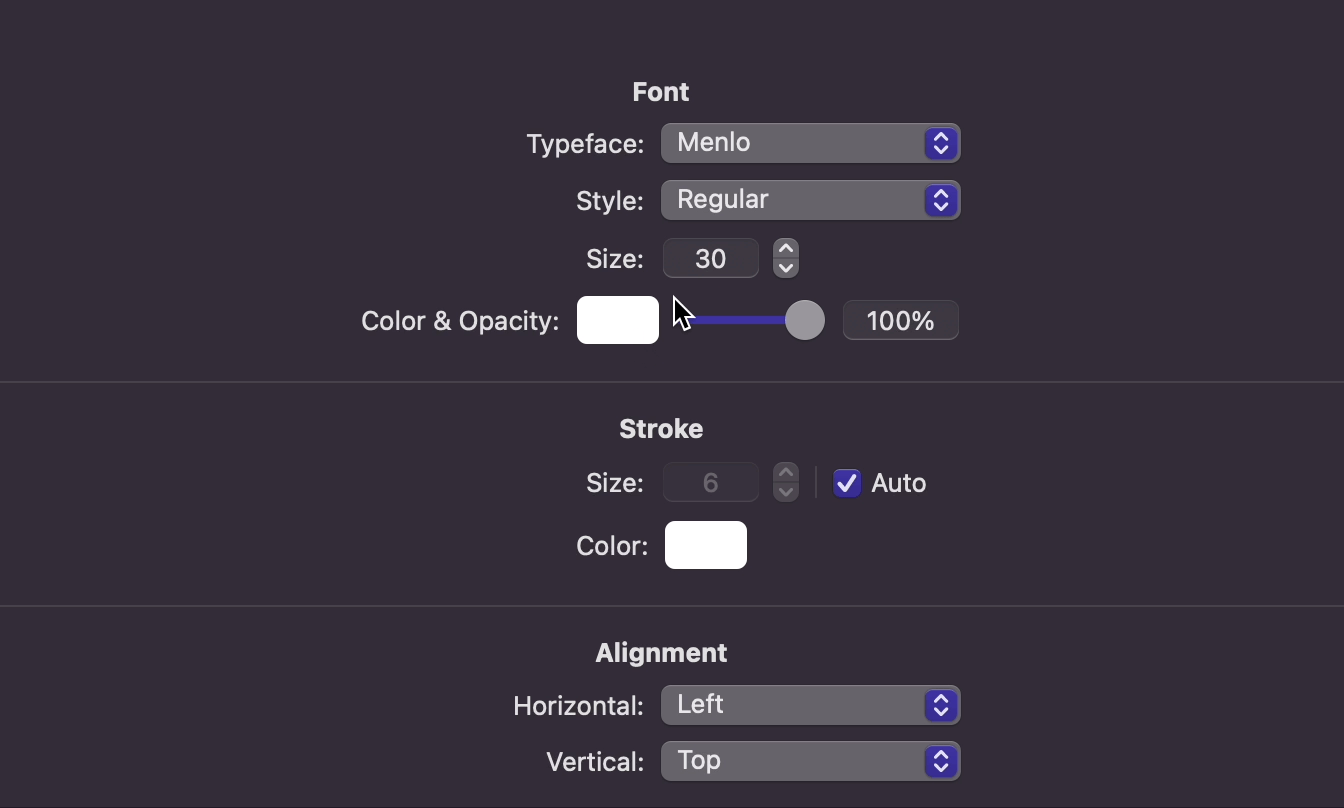 Font
Typeface: Menlo
Style: Regular
Size: 30
Color & Opacity: 100%
Stroke
Size: 6 Auto
Color:
Alignment
Horizontal: Left
Vertical: Top